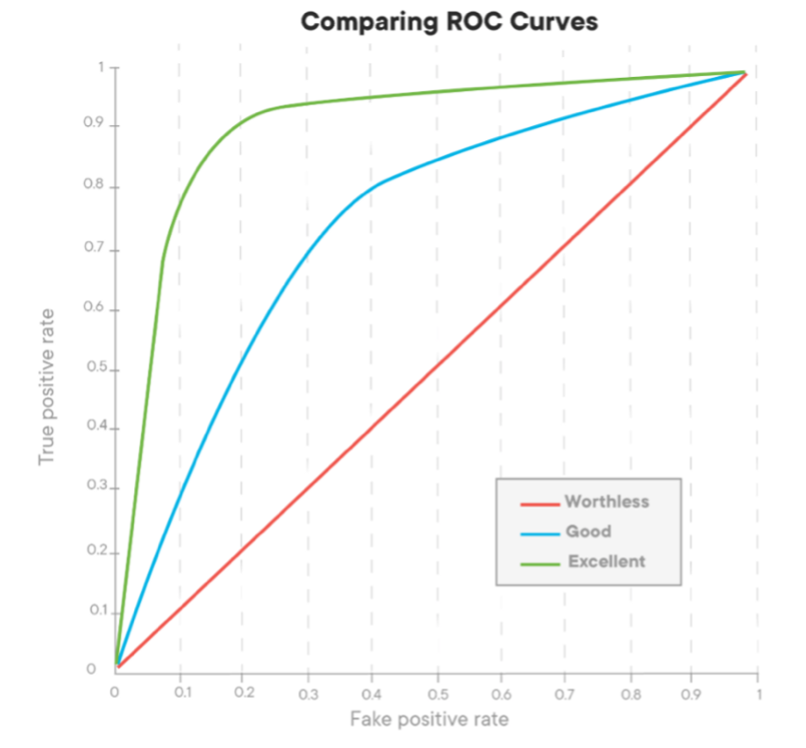 Comparing ROC Curves
1
0.9
0.8
0.7
0.6
0.5
0.4
0.3
0.2
0.1
0
True positive rate
Worthless
Good
Excellent
0 0.1 0.2 0.3 0.4 0.5 0.6 0.7 0.8 0.9 1
Fake positive rate